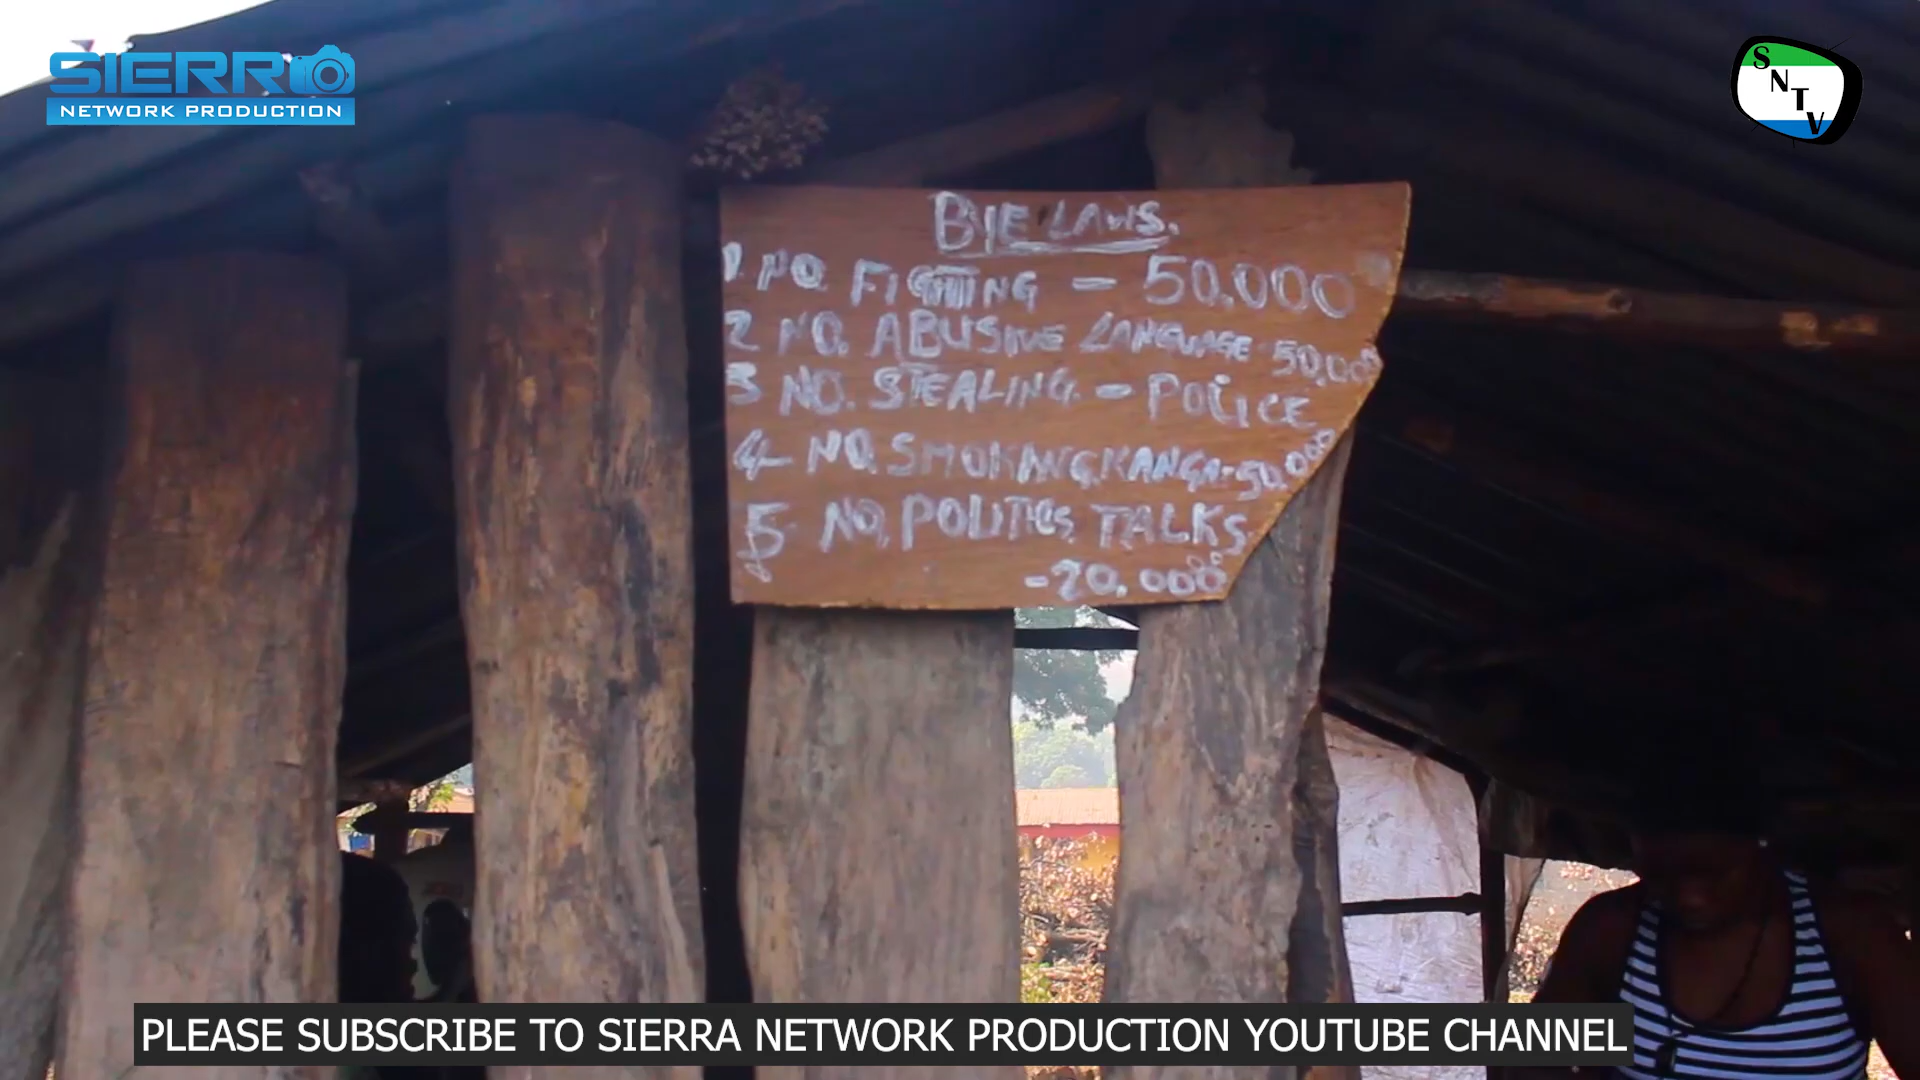 SIERRA
NETWORK PRODUCTION
SNTV
BYE LAWS.
1. NO. FIGHTING - 50.000
2 NO. ABUSIVE LANGUAGE 50,000
3 NO. STEALING. - POLICE
4 NO. SMOKING KANGA - 50.000
5 NO, POLITICS TALKS
- 20,000
PLEASE SUBSCRIBE TO SIERRA NETWORK PRODUCTION YOUTUBE CHANNEL